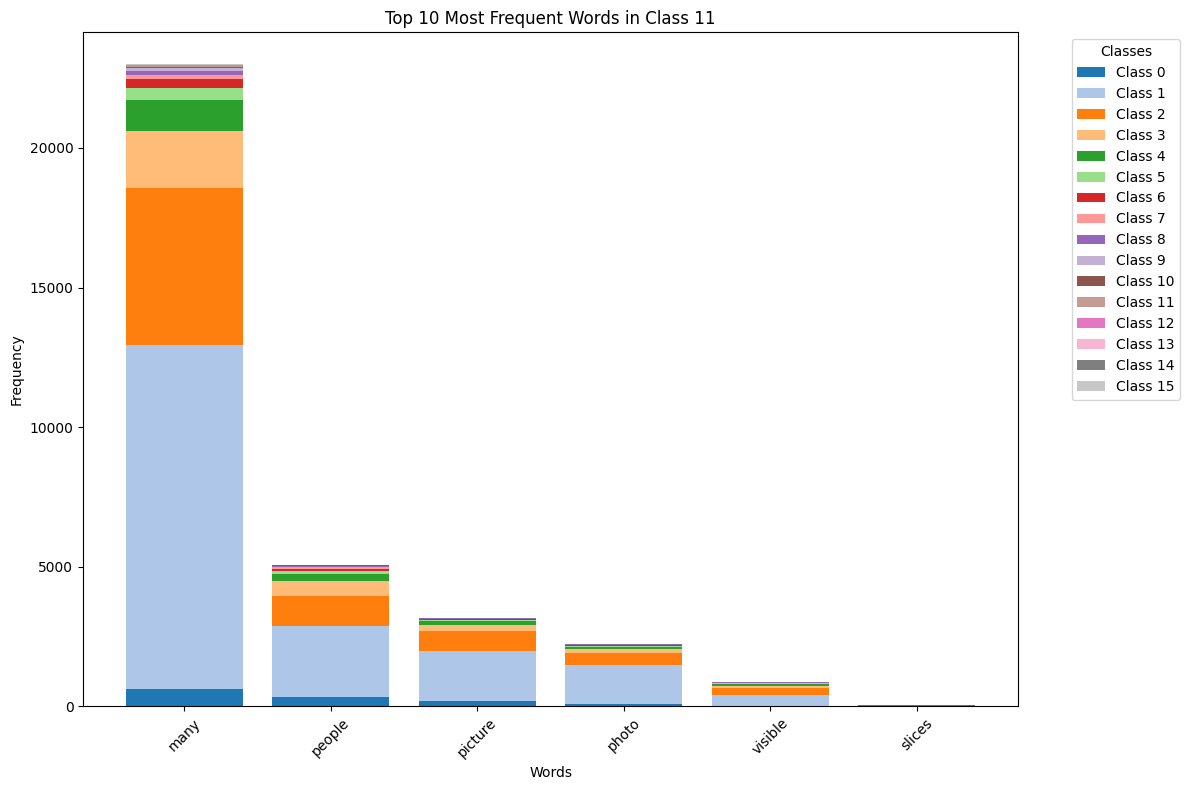 Top 10 Most Frequent Words in Class 11
Classes
Class 0
Class 1
Class 2
Class 3
Class 4
Class 5
Class 6
Class 7
Class 8
Class 9
Class 10
Class 11
Class 12
Class 13
Class 14
Class 15
Frequency
20000
15000
10000
5000
0
many people picture photo visible slices
Words